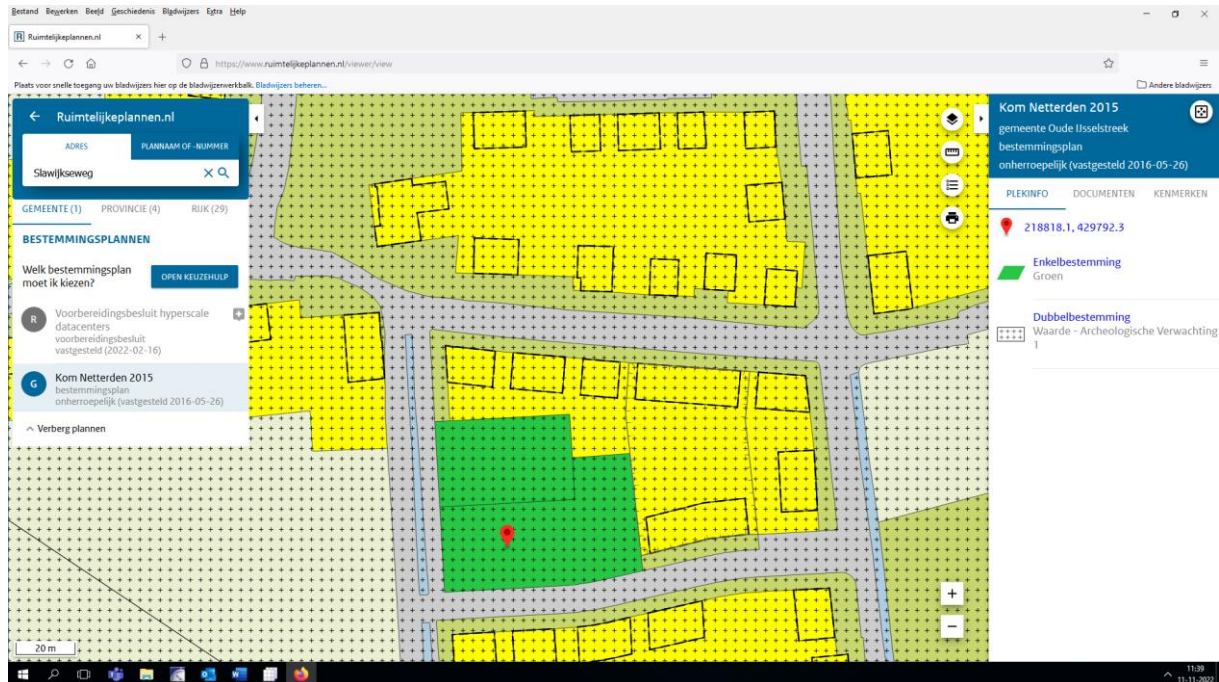 Bestand Bewerken Beeld Geschiedenis Bladwijzers Extra Help
Ruimtelijkeplannen.nl
https://www.ruimtelijkeplannen.nl/viewer/view
Plaats voor snelle toegang uw bladwijzers hier op de bladwijzerwerkbalk. Bladwijzers beheren...
Andere bladwijzers
Ruimtelijkeplannen.nl
ADRES PLANNAAM OF -NUMMER
Slawijkseweg
GEMEENTE (1) PROVINCIE (4) RIJK (29)
BESTEMMINGSPLANNEN
Welk bestemmingsplan
moet ik kiezen?
OPEN KEUZEHULP
R
Voorbereidingsbesluit hyperscale
datacenters
voorbereidingsbesluit
vastgesteld (2022-02-16)
G
Kom Netterden 2015
bestemmingsplan
onherroepelijk (vastgesteld 2016-05-26)
Verberg plannen
20 m
Kom Netterden 2015
gemeente Oude IJsselstreek
bestemmingsplan
onherroepelijk (vastgesteld 2016-05-26)
PLEKINFO DOCUMENTEN KENMERKEN
218818.1, 429792.3
Enkelbestemming
Groen
Dubbelbestemming
Waarde - Archeologische Verwachting
1
11:39
11-11-2022